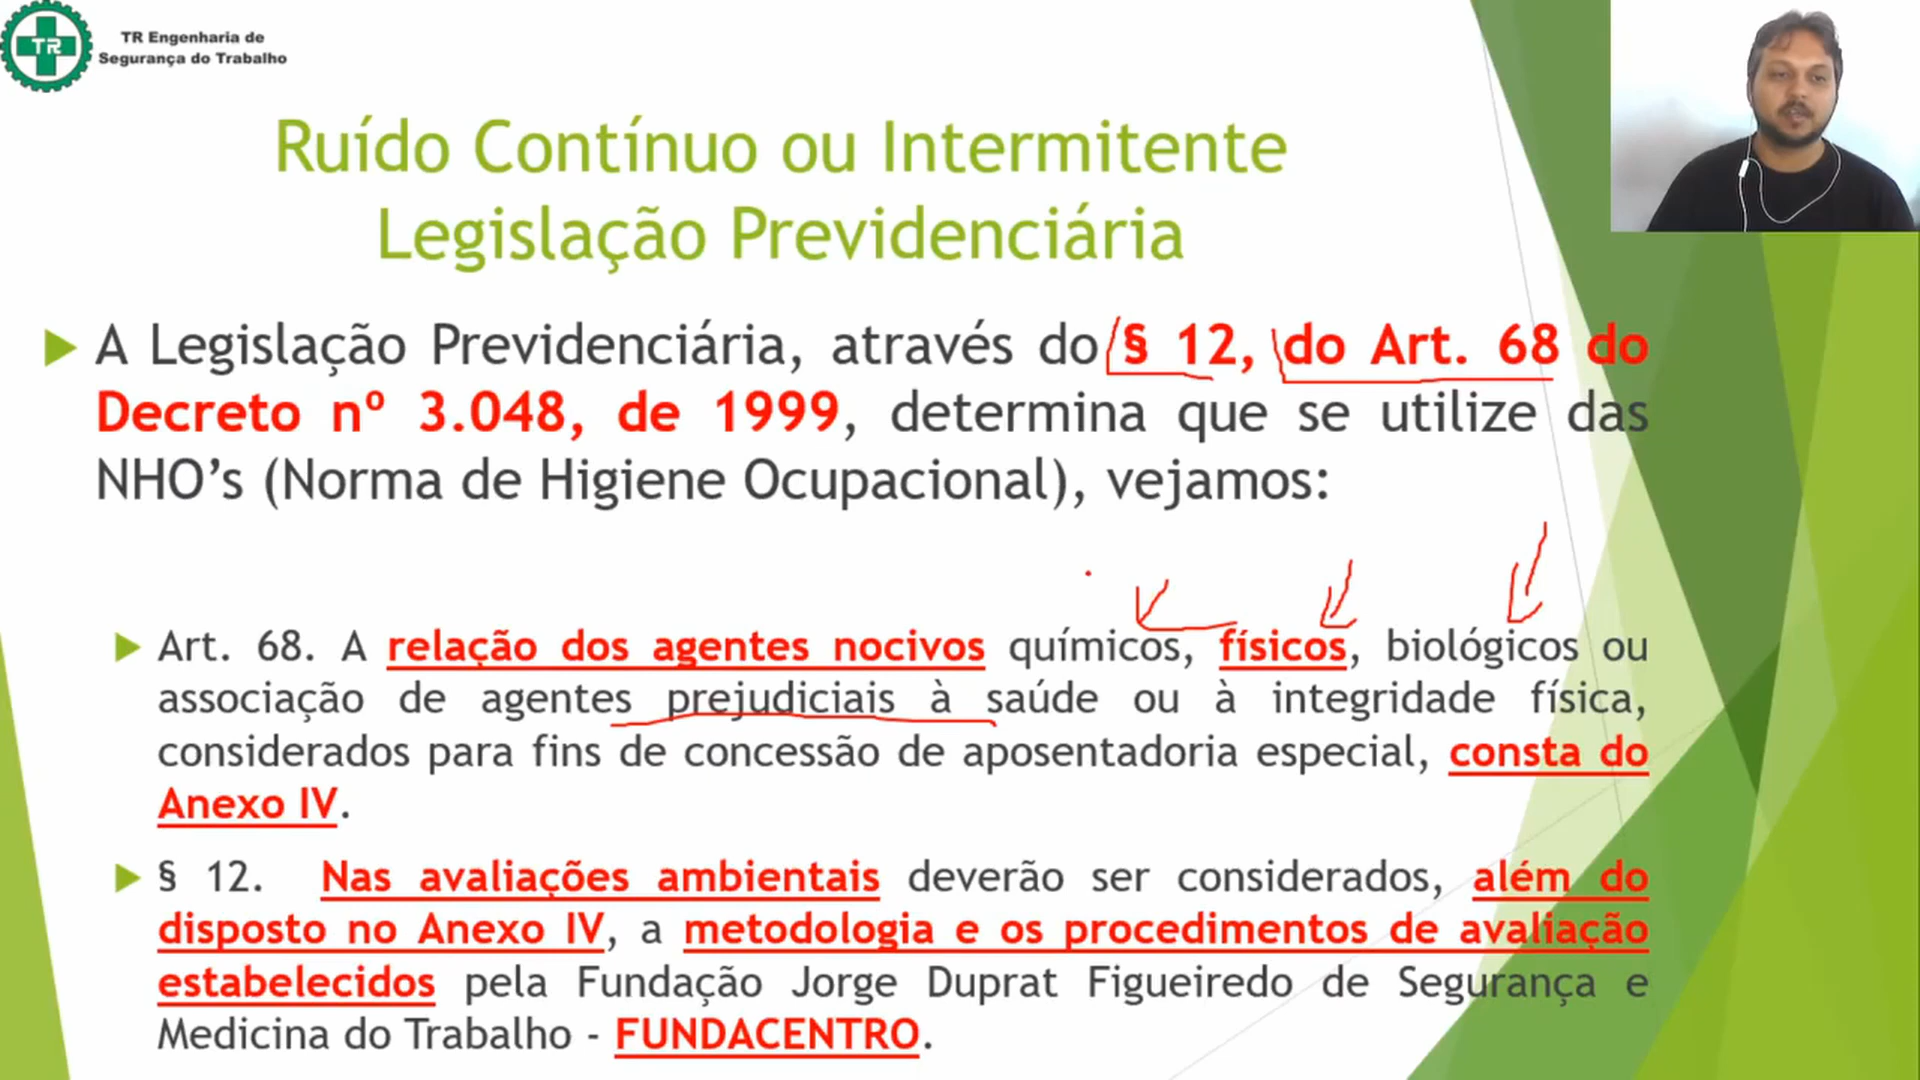 TR
TR Engenharia de
Segurança do Trabalho
Ruído Contínuo ou Intermitente
Legislação Previdenciária
A Legislação Previdenciária, através do § 12, do Art. 68 do
Decreto nº 3.048, de 1999, determina que se utilize das
NHO’s (Norma de Higiene Ocupacional), vejamos:
Art. 68. A relação dos agentes nocivos químicos, físicos, biológicos ou
associação de agentes prejudiciais à saúde ou à integridade física,
considerados para fins de concessão de aposentadoria especial, consta do
Anexo IV.
§ 12. Nas avaliações ambientais deverão ser considerados, além do
disposto no Anexo IV, a metodologia e os procedimentos de avaliação
estabelecidos pela Fundação Jorge Duprat Figueiredo de Segurança e
Medicina do Trabalho - FUNDACENTRO.